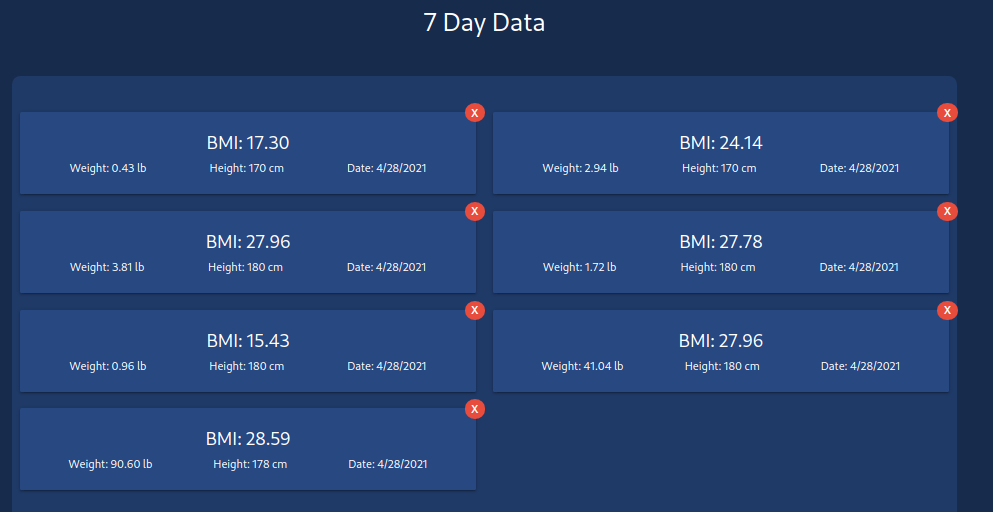 7 Day Data
X
X
BMI: 17.30
BMI: 24.14
Weight: 0.43 lb Height: 170 cm Date: 4/28/2021
Weight: 2.94 lb Height: 170 cm Date: 4/28/2021
X
X
BMI: 27.96
BMI: 27.78
Weight: 3.81 lb Height: 180 cm Date: 4/28/2021
Weight: 1.72 lb Height: 180 cm Date: 4/28/2021
X
X
BMI: 15.43
BMI: 27.96
Weight: 0.96 lb Height: 180 cm Date: 4/28/2021
Weight: 41.04 lb Height: 180 cm Date: 4/28/2021
X
BMI: 28.59
Weight: 90.60 lb Height: 178 cm Date: 4/28/2021